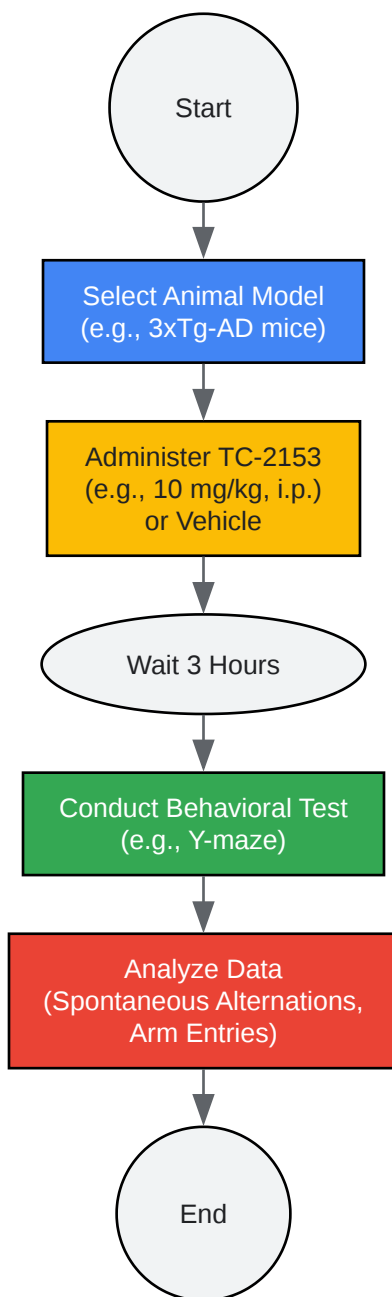 Start
Select Animal Model
(e.g., 3xTg-AD mice)
Administer TC-2153
(e.g., 10 mg/kg, i.p.)
or Vehicle
Wait 3 Hours
Conduct Behavioral Test
(e.g., Y-maze)
Analyze Data
(Spontaneous Alternations,
Arm Entries)
End